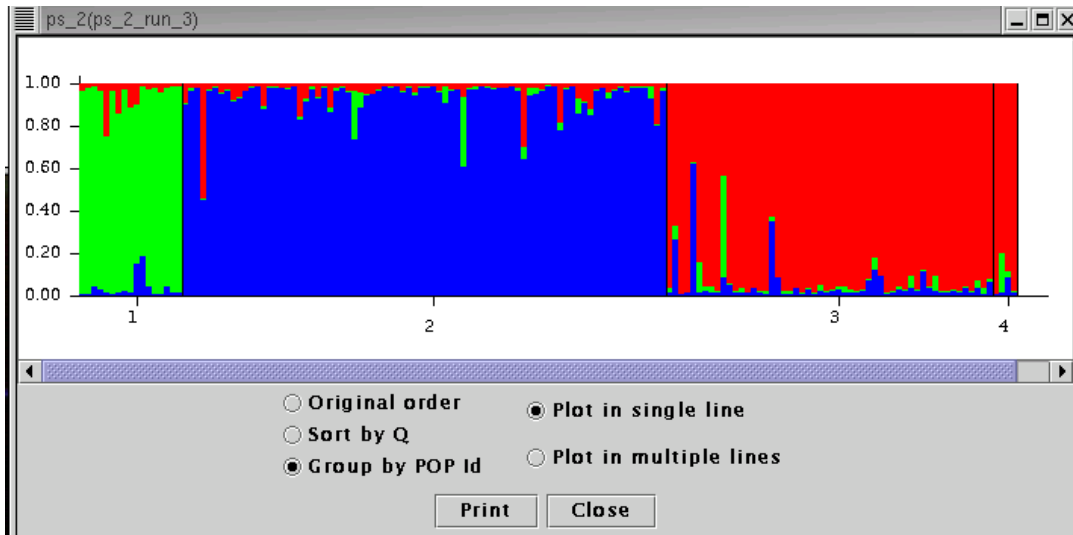 ps_2(ps_2_run_3)
1.00
0.80
0.60
0.40
0.20
0.00
1
2
3
4
Original order
Plot in single line
Sort by Q
Group by POP Id
Plot in multiple lines
Print
Close